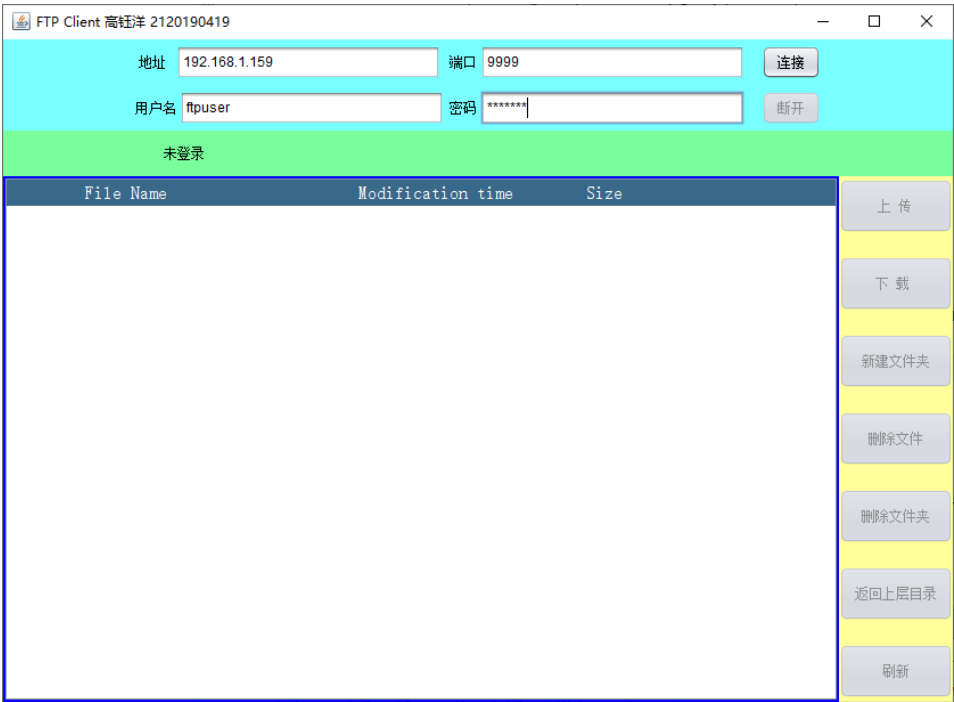 FTP Client 高钰洋 2120190419
地址 192.168.1.159 端口 9999 连接
用户名 ftpuser 密码 ******* 断开
未登录
File Name Modification time Size
上 传
下 载
新建文件夹
删除文件
删除文件夹
返回上层目录
刷新